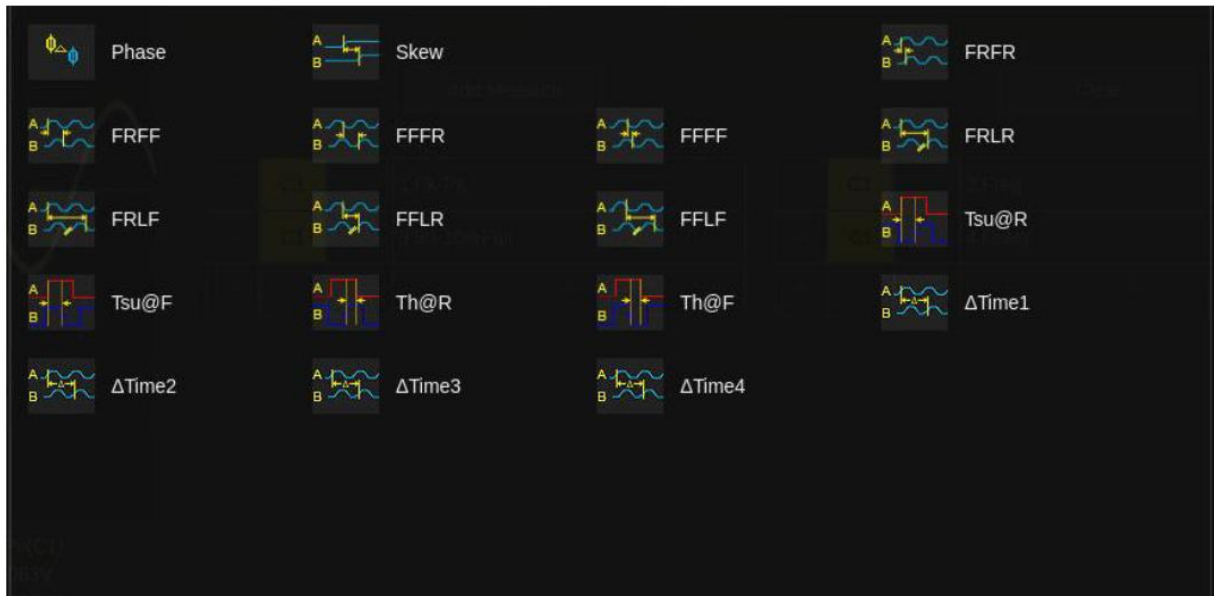 Phase Skew FRFR
FRFF FFFR FFFF FRLR
FRLF FFLR FFLF Tsu@R
Tsu@F Th@R Th@F ΔTime1
ΔTime2 ΔTime3 ΔTime4